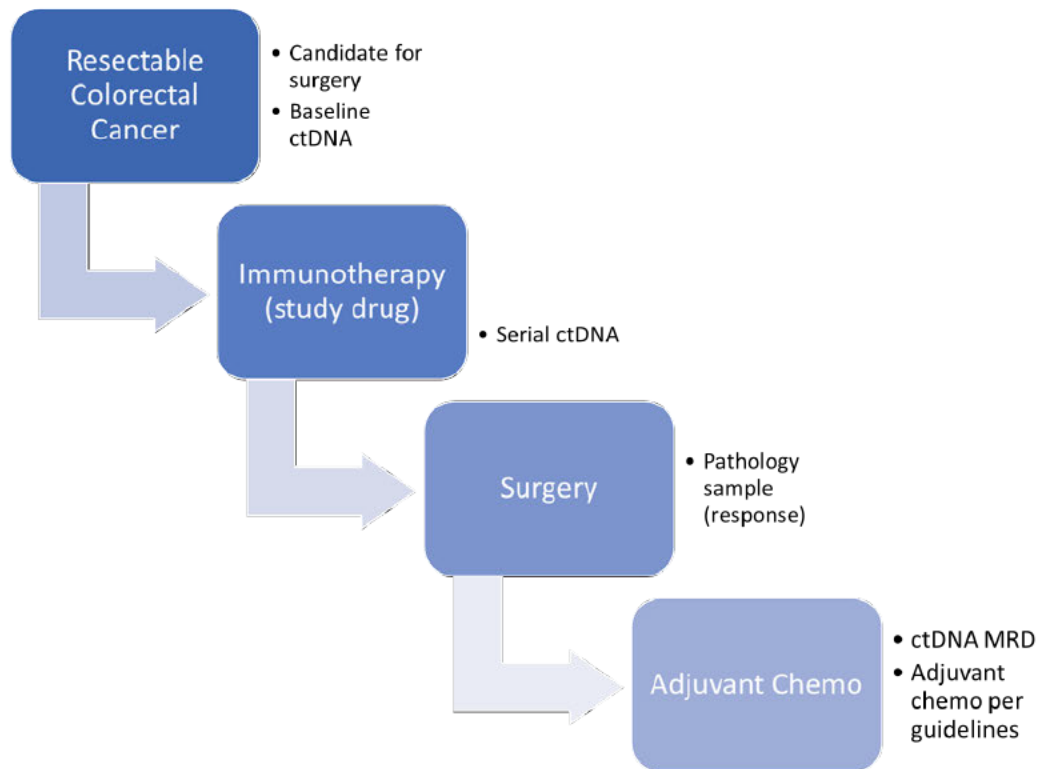 Resectable
Colorectal
Cancer
• Candidate for
surgery
• Baseline
ctDNA
Immunotherapy
(study drug)
• Serial ctDNA
Surgery
• Pathology
sample
(response)
Adjuvant Chemo
• ctDNA MRD
• Adjuvant
chemo per
guidelines